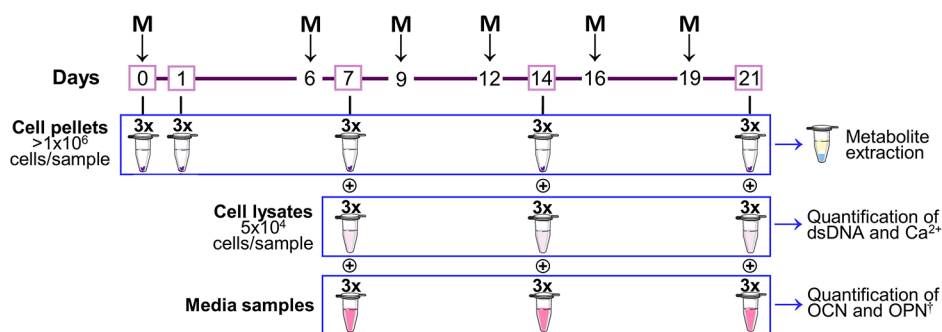 M M M M M M
Days 0 1 6 7 9 12 14 16 19 21
Cell pellets
>1x10⁶
cells/sample
3x 3x 3x 3x 3x
Metabolite
extraction
⊕ ⊕ ⊕
Cell lysates
5x10⁴
cells/sample
3x 3x 3x
Quantification of
dsDNA and Ca²⁺
⊕ ⊕ ⊕
Media samples
3x 3x 3x
Quantification of
OCN and OPN†